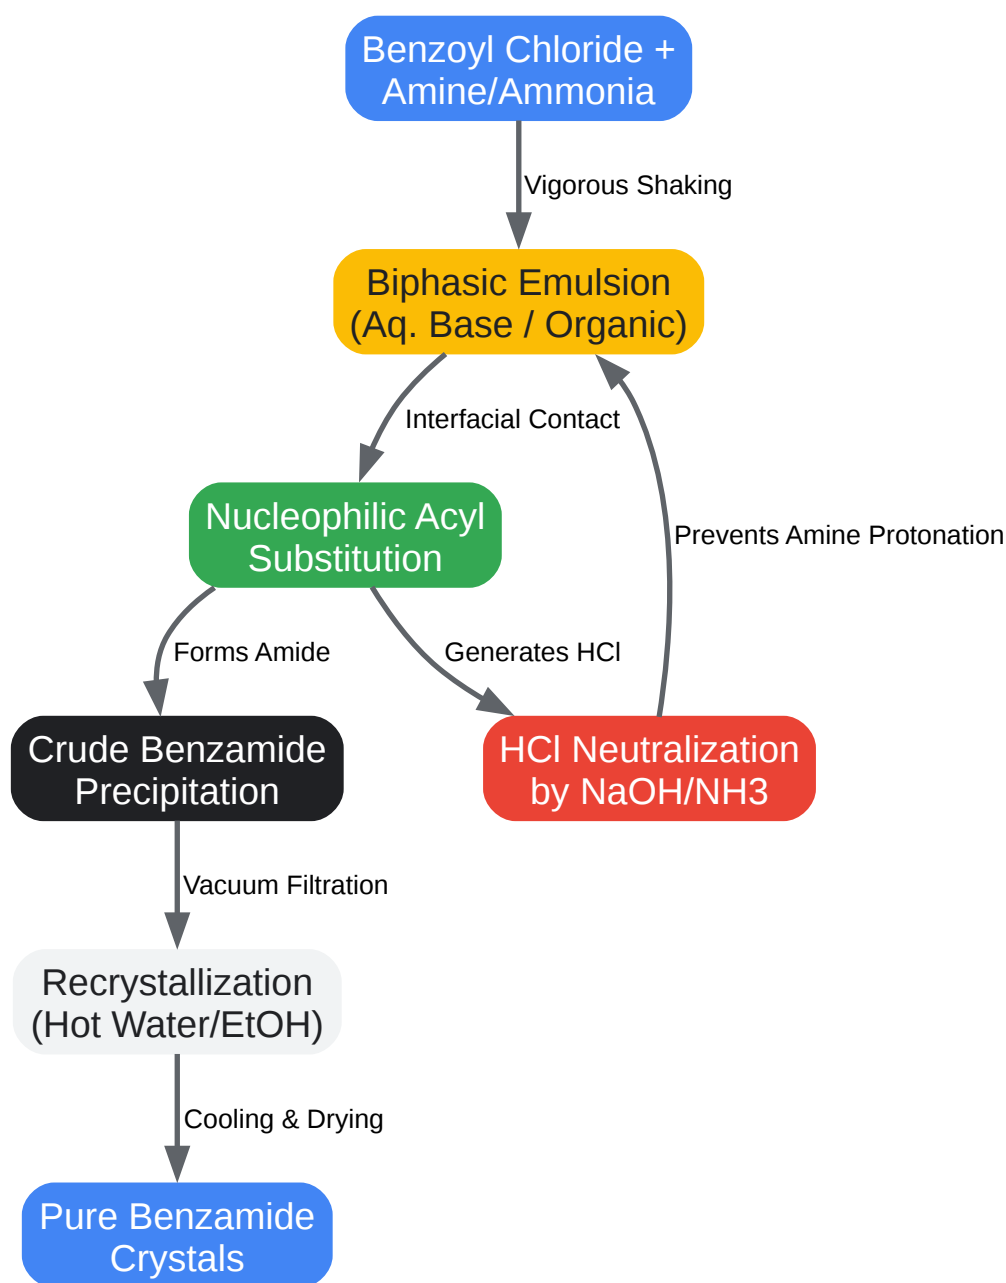 Benzoyl Chloride +
Amine/Ammonia
Vigorous Shaking
Biphasic Emulsion
(Aq. Base / Organic)
Interfacial Contact
Nucleophilic Acyl
Substitution
Prevents Amine Protonation
Forms Amide
Generates HCl
Crude Benzamide
Precipitation
HCl Neutralization
by NaOH/NH3
Vacuum Filtration
Recrystallization
(Hot Water/EtOH)
Cooling & Drying
Pure Benzamide
Crystals